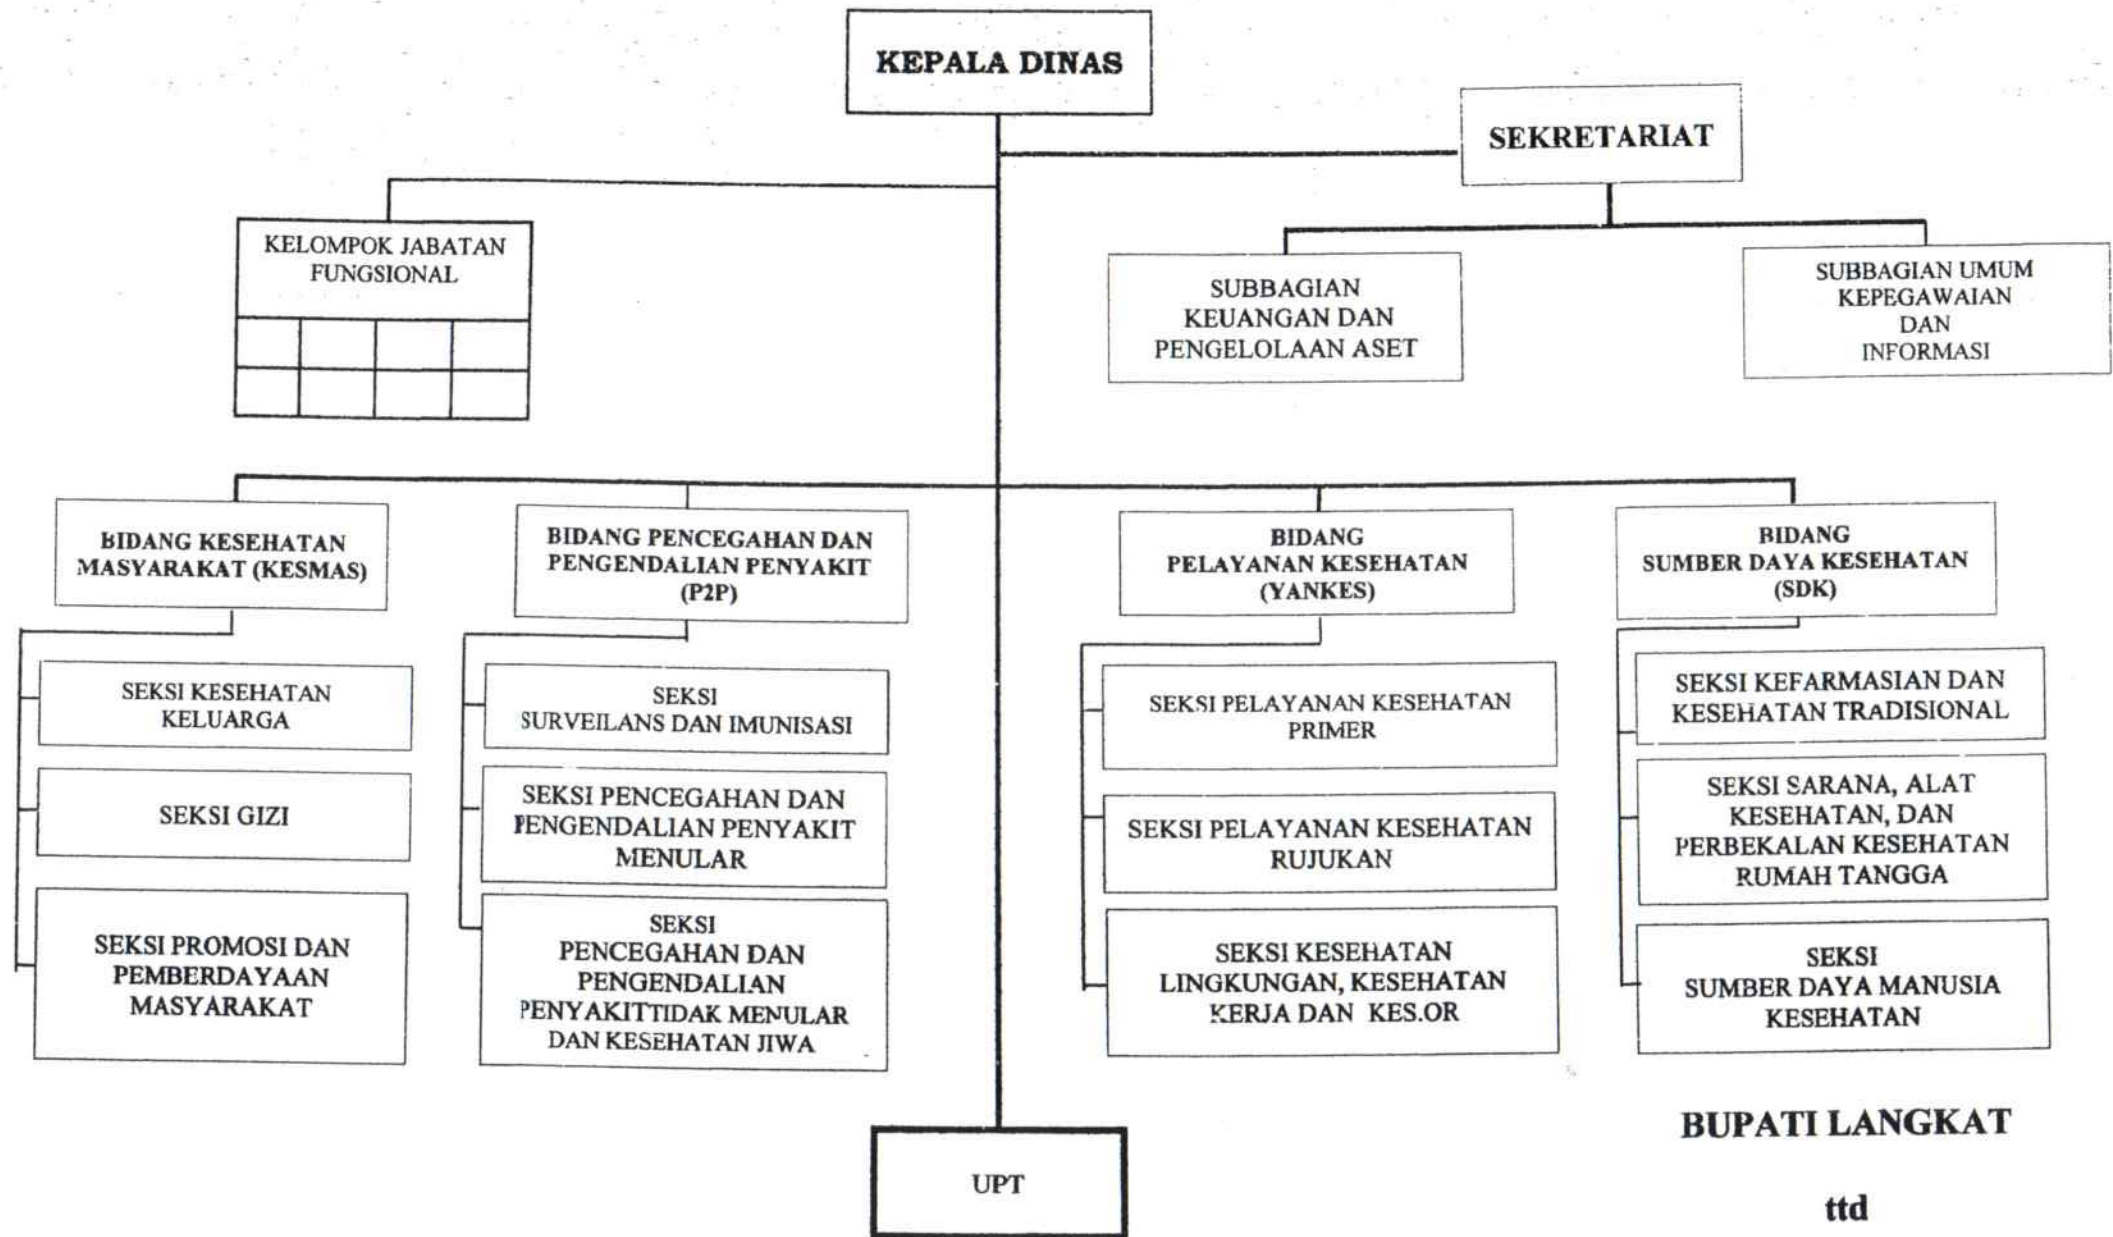 KEPALA DINAS
SEKRETARIAT
KELOMPOK JABATAN
FUNGSIONAL
SUBBAGIAN
KEUANGAN DAN
PENGELOLAAN ASET
SUBBAGIAN UMUM
KEPEGAWAIAN
DAN
INFORMASI
BIDANG KESEHATAN
MASYARAKAT (KESMAS)
SEKSI KESEHATAN
KELUARGA
SEKSI GIZI
SEKSI PROMOSI DAN
PEMBERDAYAAN
MASYARAKAT
BIDANG PENCEGAHAN DAN
PENGENDALIAN PENYAKIT
(P2P)
SEKSI
SURVEILANS DAN IMUNISASI
SEKSI PENCEGAHAN DAN
PENGENDALIAN PENYAKIT
MENULAR
SEKSI
PENCEGAHAN DAN
PENGENDALIAN
PENYAKITTIDAK MENULAR
DAN KESEHATAN JIWA
BIDANG
PELAYANAN KESEHATAN
(YANKES)
SEKSI PELAYANAN KESEHATAN
PRIMER
SEKSI PELAYANAN KESEHATAN
RUJUKAN
SEKSI KESEHATAN
LINGKUNGAN, KESEHATAN
KERJA DAN KES.OR
BIDANG
SUMBER DAYA KESEHATAN
(SDK)
SEKSI KEFARMASIAN DAN
KESEHATAN TRADISIONAL
SEKSI SARANA, ALAT
KESEHATAN, DAN
PERBEKALAN KESEHATAN
RUMAH TANGGA
SEKSI
SUMBER DAYA MANUSIA
KESEHATAN
UPT
BUPATI LANGKAT
ttd